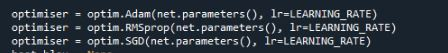 optimiser = optim.Adam(net.parameters(), lr=LEARNING_RATE)
optimiser = optim.RMSprop(net.parameters(), lr=LEARNING_RATE)
optimiser = optim.SGD(net.parameters(), lr=LEARNING_RATE)